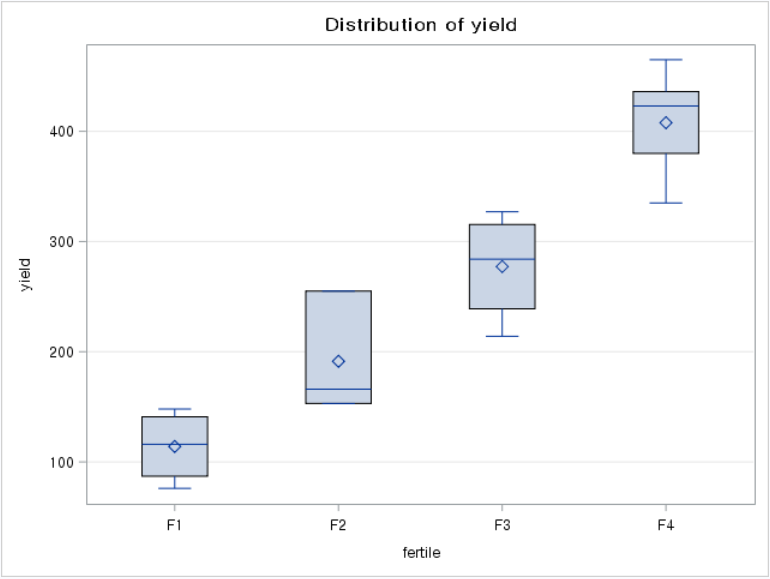 Distribution of yield
400
300
200
100
yield
F1 F2 F3 F4
fertile